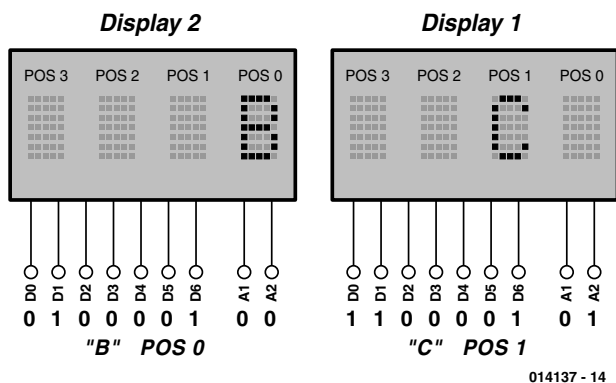 Display 2 Display 1
POS 3 POS 2 POS 1 POS 0 POS 3 POS 2 POS 1 POS 0
B C
D0 D1 D2 D3 D4 D5 D6 A1 A2 D0 D1 D2 D3 D4 D5 D6 A1 A2
0 1 0 0 0 0 1 0 0 1 1 0 0 0 0 1 0 1
"B" POS 0 "C" POS 1
014137 - 14